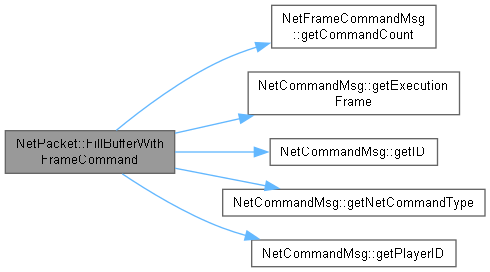 NetPacket::FillBufferWith
FrameCommand
NetFrameCommandMsg
::getCommandCount
NetCommandMsg::getExecution
Frame
NetCommandMsg::getID
NetCommandMsg::getNetCommandType
NetCommandMsg::getPlayerID